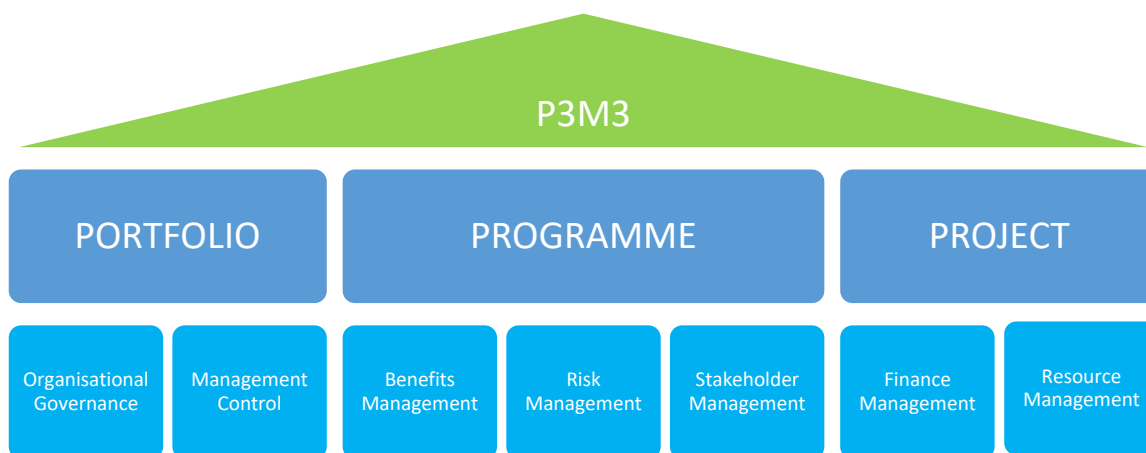 P3M3
PORTFOLIO
PROGRAMME
PROJECT
Organisational
Governance
Management
Control
Benefits
Management
Risk
Management
Stakeholder
Management
Finance
Management
Resource
Management